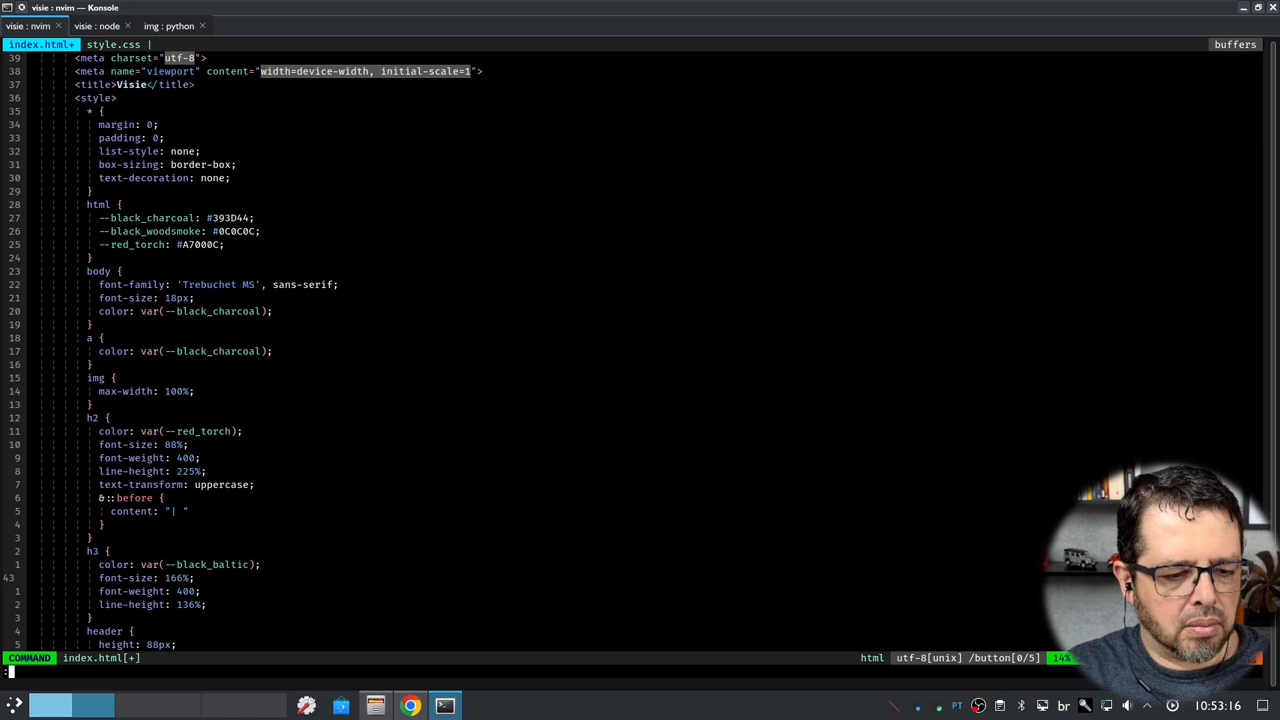 visie : nvim — Konsole
visie : nvim
visie : node
img : python
index.html+ style.css |
buffers
39 <meta charset="utf-8">
38 <meta name="viewport" content="width=device-width, initial-scale=1">
37 <title>Visie</title>
36 <style>
35 * {
34 margin: 0;
33 padding: 0;
32 list-style: none;
31 box-sizing: border-box;
30 text-decoration: none;
29 }
28 html {
27 --black_charcoal: #393D44;
26 --black_woodsmoke: #0C0C0C;
25 --red_torch: #A7000C;
24 }
23 body {
22 font-family: 'Trebuchet MS', sans-serif;
21 font-size: 18px;
20 color: var(--black_charcoal);
19 }
18 a {
17 color: var(--black_charcoal);
16 }
15 img {
14 max-width: 100%;
13 }
12 h2 {
11 color: var(--red_torch);
10 font-size: 88%;
9 font-weight: 400;
8 line-height: 225%;
7 text-transform: uppercase;
6 &::before {
5 content: "| "
4 }
3 }
2 h3 {
1 color: var(--black_baltic);
43 font-size: 166%;
1 font-weight: 400;
2 line-height: 136%;
3 }
4 header {
5 height: 88px;
COMMAND index.html[+]
html utf-8[unix] /button[0/5] 14%
:
PT br 10:53:16